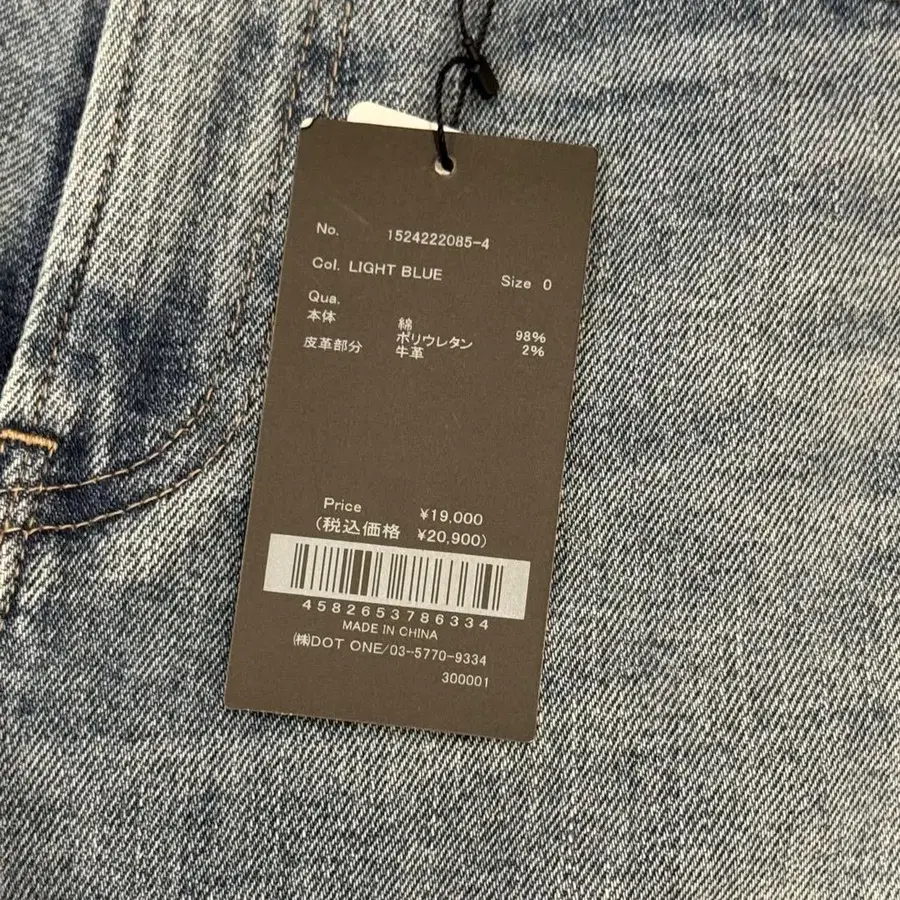 No. 1524222085-4
Col. LIGHT BLUE Size 0
Qua.
本体 綿 98%
ポリウレタン 2%
皮革部分 牛革
Price ¥19,000
(税込価格 ¥20,900)
4582653786334
MADE IN CHINA
㈱DOT ONE/03-5770-9334
300001